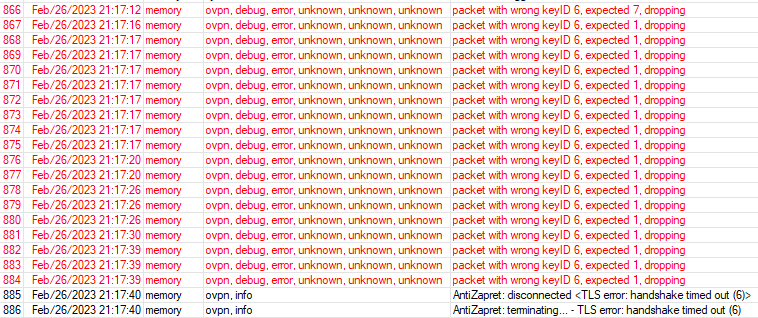 866 Feb/26/2023 21:17:12 memory ovpn, debug, error, unknown, unknown, unknown packet with wrong keyID 6, expected 7, dropping
867 Feb/26/2023 21:17:16 memory ovpn, debug, error, unknown, unknown, unknown packet with wrong keyID 6, expected 1, dropping
868 Feb/26/2023 21:17:17 memory ovpn, debug, error, unknown, unknown, unknown packet with wrong keyID 6, expected 1, dropping
869 Feb/26/2023 21:17:17 memory ovpn, debug, error, unknown, unknown, unknown packet with wrong keyID 6, expected 1, dropping
870 Feb/26/2023 21:17:17 memory ovpn, debug, error, unknown, unknown, unknown packet with wrong keyID 6, expected 1, dropping
871 Feb/26/2023 21:17:17 memory ovpn, debug, error, unknown, unknown, unknown packet with wrong keyID 6, expected 1, dropping
872 Feb/26/2023 21:17:17 memory ovpn, debug, error, unknown, unknown, unknown packet with wrong keyID 6, expected 1, dropping
873 Feb/26/2023 21:17:17 memory ovpn, debug, error, unknown, unknown, unknown packet with wrong keyID 6, expected 1, dropping
874 Feb/26/2023 21:17:17 memory ovpn, debug, error, unknown, unknown, unknown packet with wrong keyID 6, expected 1, dropping
875 Feb/26/2023 21:17:17 memory ovpn, debug, error, unknown, unknown, unknown packet with wrong keyID 6, expected 1, dropping
876 Feb/26/2023 21:17:20 memory ovpn, debug, error, unknown, unknown, unknown packet with wrong keyID 6, expected 1, dropping
877 Feb/26/2023 21:17:20 memory ovpn, debug, error, unknown, unknown, unknown packet with wrong keyID 6, expected 1, dropping
878 Feb/26/2023 21:17:26 memory ovpn, debug, error, unknown, unknown, unknown packet with wrong keyID 6, expected 1, dropping
879 Feb/26/2023 21:17:26 memory ovpn, debug, error, unknown, unknown, unknown packet with wrong keyID 6, expected 1, dropping
880 Feb/26/2023 21:17:26 memory ovpn, debug, error, unknown, unknown, unknown packet with wrong keyID 6, expected 1, dropping
881 Feb/26/2023 21:17:30 memory ovpn, debug, error, unknown, unknown, unknown packet with wrong keyID 6, expected 1, dropping
882 Feb/26/2023 21:17:39 memory ovpn, debug, error, unknown, unknown, unknown packet with wrong keyID 6, expected 1, dropping
883 Feb/26/2023 21:17:39 memory ovpn, debug, error, unknown, unknown, unknown packet with wrong keyID 6, expected 1, dropping
884 Feb/26/2023 21:17:39 memory ovpn, debug, error, unknown, unknown, unknown packet with wrong keyID 6, expected 1, dropping
885 Feb/26/2023 21:17:40 memory ovpn, info AntiZapret: disconnected <TLS error: handshake timed out (6)>
886 Feb/26/2023 21:17:40 memory ovpn, info AntiZapret: terminating... - TLS error: handshake timed out (6)